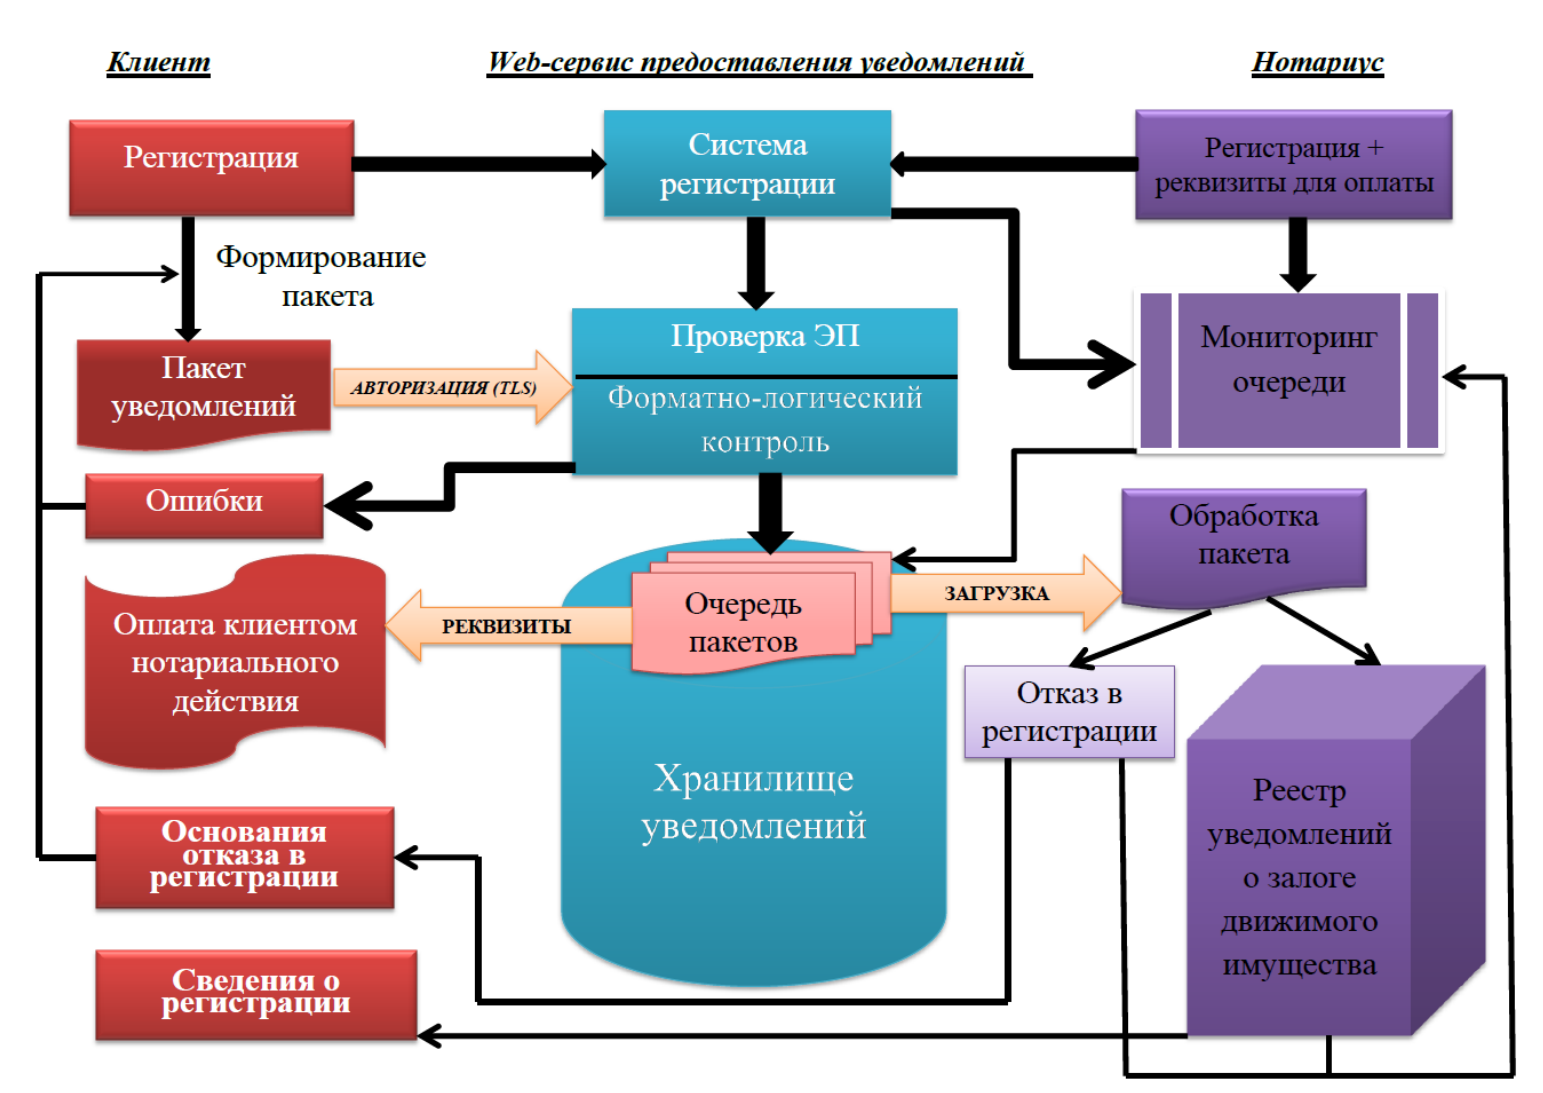 Клиент
Web-сервис предоставления уведомлений
Нотариус
Регистрация
Система
регистрации
Регистрация +
реквизиты для оплаты
Формирование
пакета
Пакет
уведомлений
АВТОРИЗАЦИЯ (TLS)
Проверка ЭП
Форматно-логический
контроль
Мониторинг
очереди
Ошибки
Обработка
пакета
Оплата клиентом
нотариального
действия
РЕКВИЗИТЫ
Очередь
пакетов
ЗАГРУЗКА
Отказ в
регистрации
Хранилище
уведомлений
Реестр
уведомлений
о залоге
движимого
имущества
Основания
отказа в
регистрации
Сведения о
регистрации